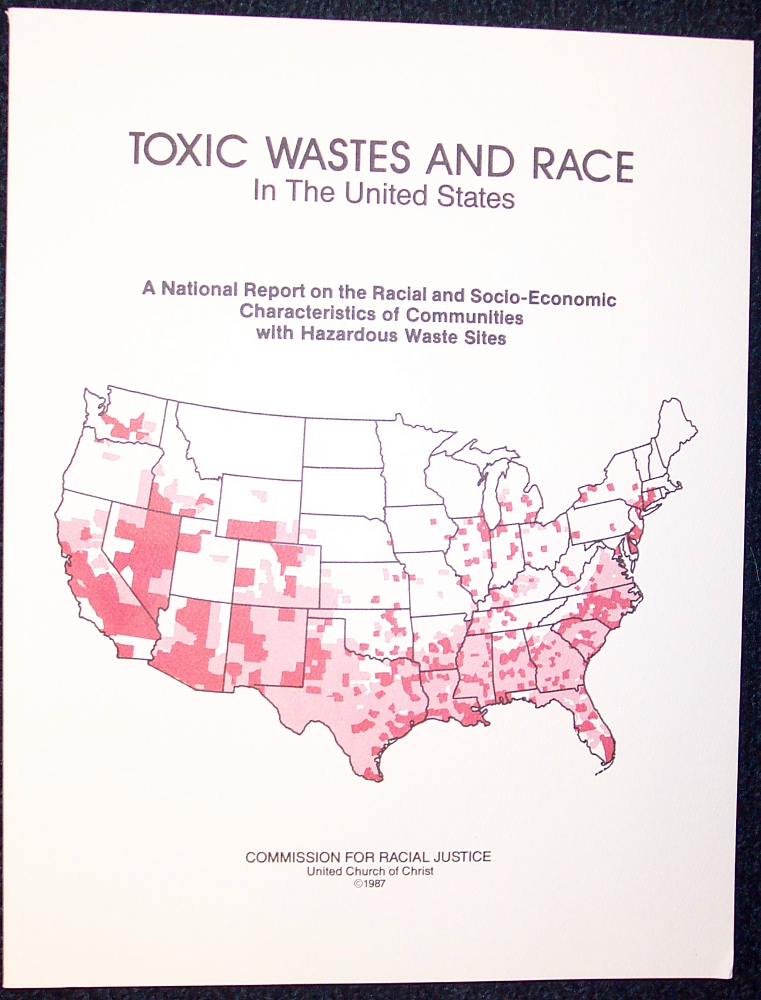 TOXIC WASTES AND RACE
In The United States
A National Report on the Racial and Socio-Economic
Characteristics of Communities
with Hazardous Waste Sites
COMMISSION FOR RACIAL JUSTICE
United Church of Christ
©1987